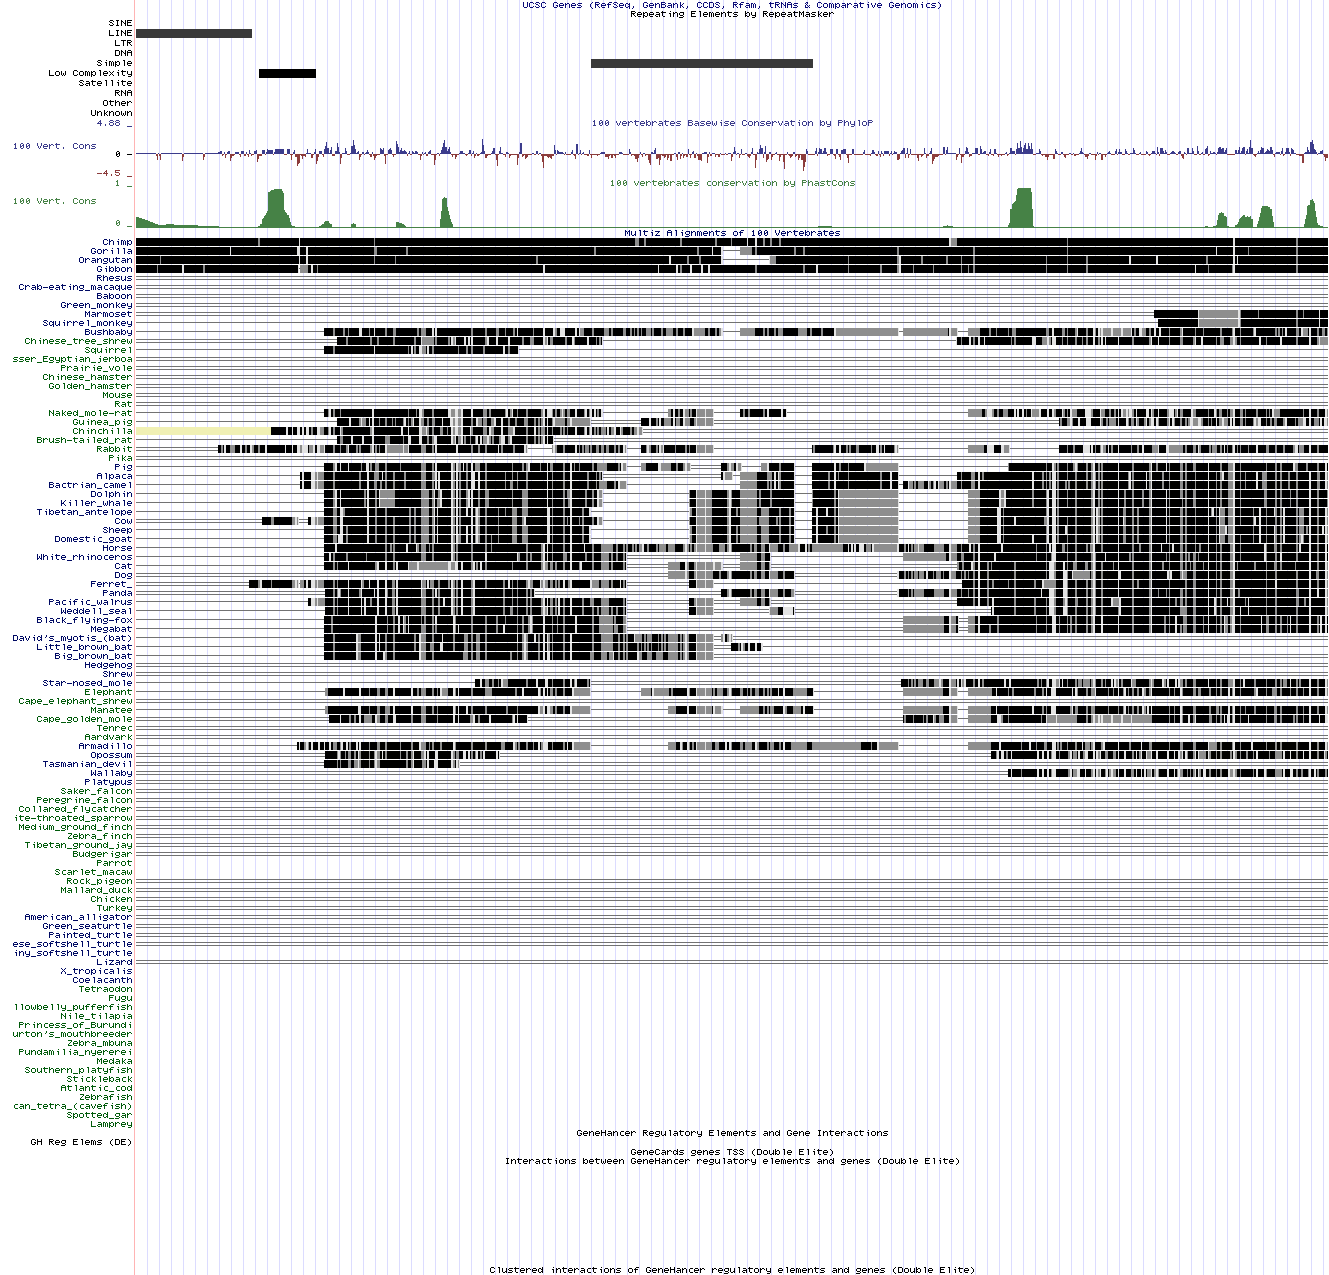 UCSC Genes (RefSeq, GenBank, CCDS, Rfam, tRNAs & Comparative Genomics)
Repeating Elements by RepeatMasker
SINE
LINE
LTR
DNA
Simple
Low Complexity
Satellite
RNA
Other
Unknown
4.88 _
100 vertebrates Basewise Conservation by PhyloP
100 Vert. Cons
0 -
-4.5 _
1 _
100 vertebrates conservation by PhastCons
100 Vert. Cons
0 _
Multiz Alignments of 100 Vertebrates
Chimp
Gorilla
Orangutan
Gibbon
Rhesus
Crab-eating_macaque
Baboon
Green_monkey
Marmoset
Squirrel_monkey
Bushbaby
Chinese_tree_shrew
Squirrel
sser_Egyptian_jerboa
Prairie_vole
Chinese_hamster
Golden_hamster
Mouse
Rat
Naked_mole-rat
Guinea_pig
Chinchilla
Brush-tailed_rat
Rabbit
Pika
Pig
Alpaca
Bactrian_camel
Dolphin
Killer_whale
Tibetan_antelope
Cow
Sheep
Domestic_goat
Horse
White_rhinoceros
Cat
Dog
Ferret_
Panda
Pacific_walrus
Weddell_seal
Black_flying-fox
Megabat
David's_myotis_(bat)
Little_brown_bat
Big_brown_bat
Hedgehog
Shrew
Star-nosed_mole
Elephant
Cape_elephant_shrew
Manatee
Cape_golden_mole
Tenrec
Aardvark
Armadillo
Opossum
Tasmanian_devil
Wallaby
Platypus
Saker_falcon
Peregrine_falcon
Collared_flycatcher
ite-throated_sparrow
Medium_ground_finch
Zebra_finch
Tibetan_ground_jay
Budgerigar
Parrot
Scarlet_macaw
Rock_pigeon
Mallard_duck
Chicken
Turkey
American_alligator
Green_seaturtle
Painted_turtle
ese_softshell_turtle
iny_softshell_turtle
Lizard
X_tropicalis
Coelacanth
Tetraodon
Fugu
llowbelly_pufferfish
Nile_tilapia
Princess_of_Burundi
urton's_mouthbreeder
Zebra_mbuna
Pundamilia_nyererei
Medaka
Southern_platyfish
Stickleback
Atlantic_cod
Zebrafish
can_tetra_(cavefish)
Spotted_gar
Lamprey
GeneHancer Regulatory Elements and Gene Interactions
GH Reg Elems (DE)
GeneCards genes TSS (Double Elite)
Interactions between GeneHancer regulatory elements and genes (Double Elite)
Clustered interactions of GeneHancer regulatory elements and genes (Double Elite)